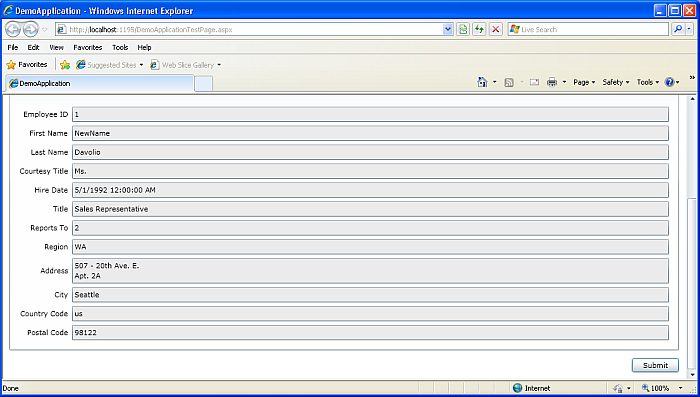 DemoApplication - Windows Internet Explorer
http://localhost:1195/DemoApplicationTestPage.aspx
Live Search
File Edit View Favorites Tools Help
Favorites Suggested Sites Web Slice Gallery
DemoApplication Page Safety Tools
Employee ID 1
First Name NewName
Last Name Davolio
Courtesy Title Ms.
Hire Date 5/1/1992 12:00:00 AM
Title Sales Representative
Reports To 2
Region WA
Address 507 - 20th Ave. E.
Apt. 2A
City Seattle
Country Code us
Postal Code 98122
Submit
Done Internet 100%